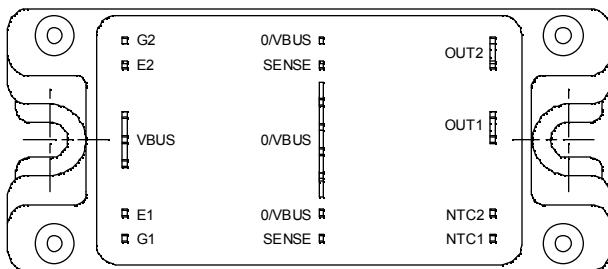 G2 0/VBUS
OUT2
E2 SENSE
OUT1
VBUS 0/VBUS
E1 0/VBUS NTC2
G1 SENSE NTC1